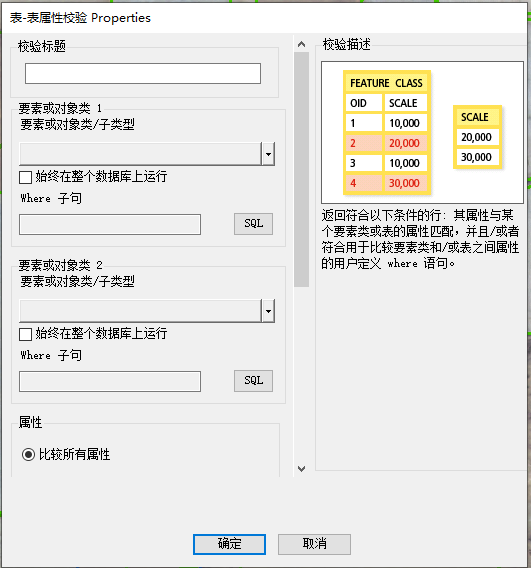 表-表属性校验 Properties
校验标题
要素或对象类 1
要素或对象类/子类型
始终在整个数据库上运行
Where 子句
SQL
要素或对象类 2
要素或对象类/子类型
始终在整个数据库上运行
Where 子句
SQL
属性
比较所有属性
校验描述
FEATURE CLASS
OID SCALE
1 10,000
2 20,000
3 10,000
4 30,000
SCALE
20,000
30,000
返回符合以下条件的行: 其属性与某
个要素类或表的属性匹配，并且/或者
符合用于比较要素类和/或表之间属性
的用户定义 where 语句。
确定
取消